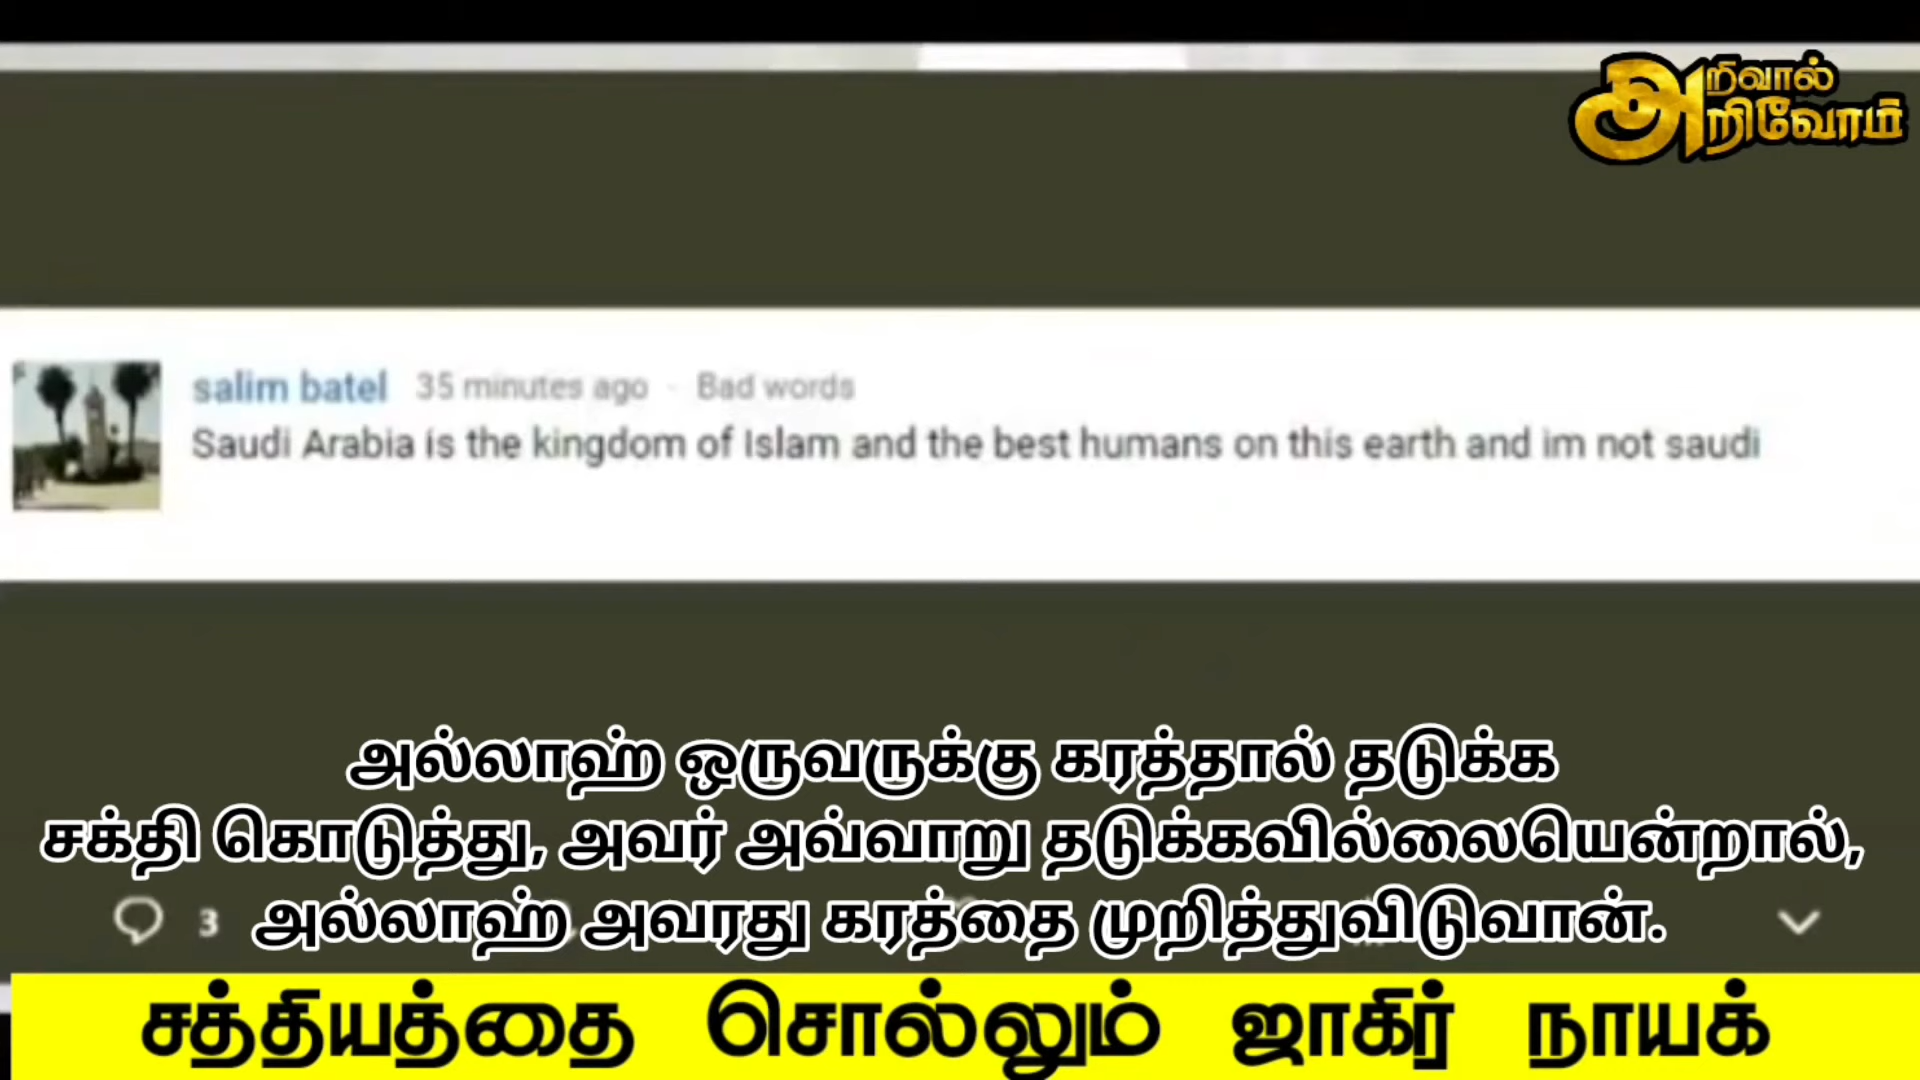 அறிவால்
அறிவோம்
salim batel 35 minutes ago · Bad words
Saudi Arabia is the kingdom of Islam and the best humans on this earth and im not saudi
அல்லாஹ் ஒருவருக்கு கரத்தால் தடுக்க
சக்தி கொடுத்து, அவர் அவ்வாறு தடுக்கவில்லையென்றால்,
3 அல்லாஹ் அவரது கரத்தை முறித்துவிடுவான்.
சத்தியத்தை சொல்லும் ஜாகிர் நாயக்